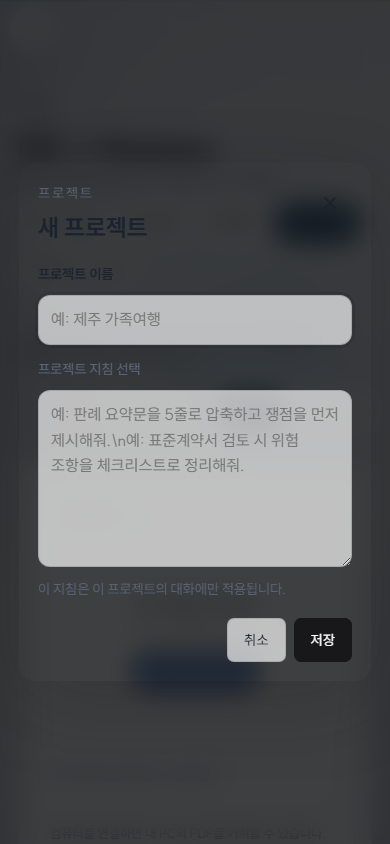 프로젝트
새 프로젝트
프로젝트 이름
예: 제주 가족여행
프로젝트 지침 선택
예: 판례 요약문을 5줄로 압축하고 쟁점을 먼저
제시해줘.\n예: 표준계약서 검토 시 위험
조항을 체크리스트로 정리해줘.
이 지침은 이 프로젝트의 대화에만 적용됩니다.
취소
저장